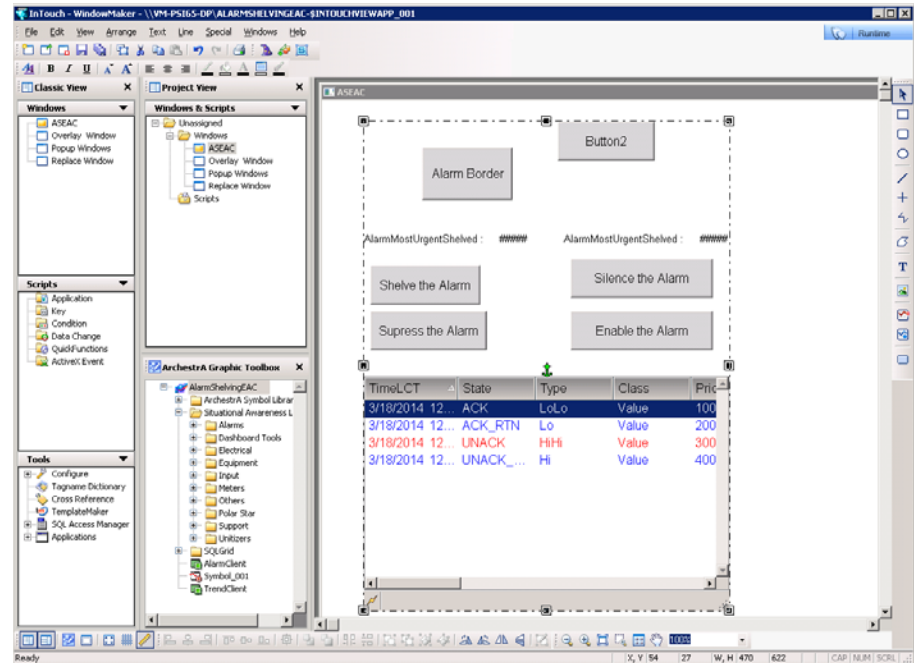 InTouch - WindowMaker - \\VM-PSI65-DP\ALARMSHELVINGEAC-$INTOUCHVIEWAPP_001
File Edit View Arrange Text Line Special Windows Help
Runtime
B I U A A
Classic View
Windows
ASEAC
Overlay Window
Popup Windows
Replace Window
Scripts
Application
Key
Condition
Data Change
QuickFunctions
ActiveX Event
Tools
Configure
Tagname Dictionary
Cross Reference
TemplateMaker
SQL Access Manager
Applications
Project View
Windows & Scripts
Unassigned
Windows
ASEAC
Overlay Window
Popup Windows
Replace Window
Scripts
ArchestrA Graphic Toolbox
AlarmShelvingEAC
ArchestrA Symbol Librar
Situational Awareness L
Alarms
Dashboard Tools
Electrical
Equipment
Input
Meters
Others
Polar Star
Support
Unitizers
SQLGrid
AlarmClient
Symbol_001
TrendClient
ASEAC
Button2
Alarm Border
AlarmMostUrgentShelved : ##### AlarmMostUrgentShelved : #####
Shelve the Alarm Silence the Alarm
Supress the Alarm Enable the Alarm
TimeLCT State Type Class Pric
3/18/2014 12... ACK LoLo Value 100
3/18/2014 12... ACK_RTN Lo Value 200
3/18/2014 12... UNACK HiHi Value 300
3/18/2014 12... UNACK_... Hi Value 400
T
100%
Ready X, Y 54 27 W, H 470 622 CAP NUM SCRL